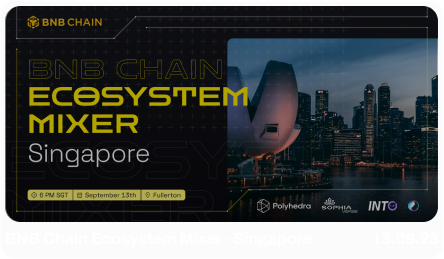 BNB CHAIN
BNB CHAIN
ECOSYSTEM
MIXER
Singapore
6 PM SGT
September 13th
Fullerton
Polyhedra
SOPHIA
INTO
BNB Chain Ecosystem Mixer - Singapore